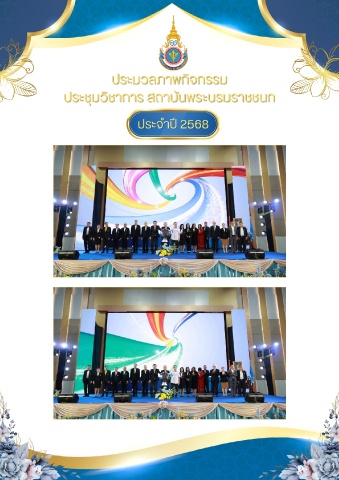 ประมวลภาพกิจกรรม
ประชุมวิชาการ สถาบันพระบรมราชชนก
ประจำปี 2568